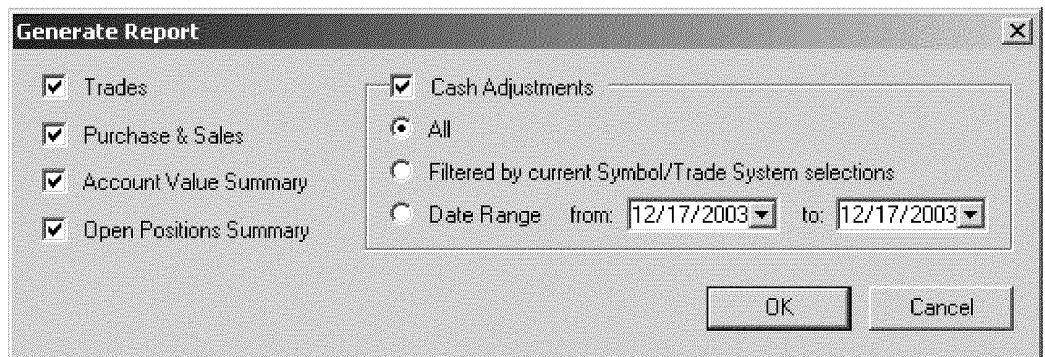 Generate Report
Trades
Purchase & Sales
Account Value Summary
Open Positions Summary
Cash Adjustments
All
Filtered by current Symbol/Trade System selections
Date Range from: 12/17/2003 to: 12/17/2003
OK Cancel